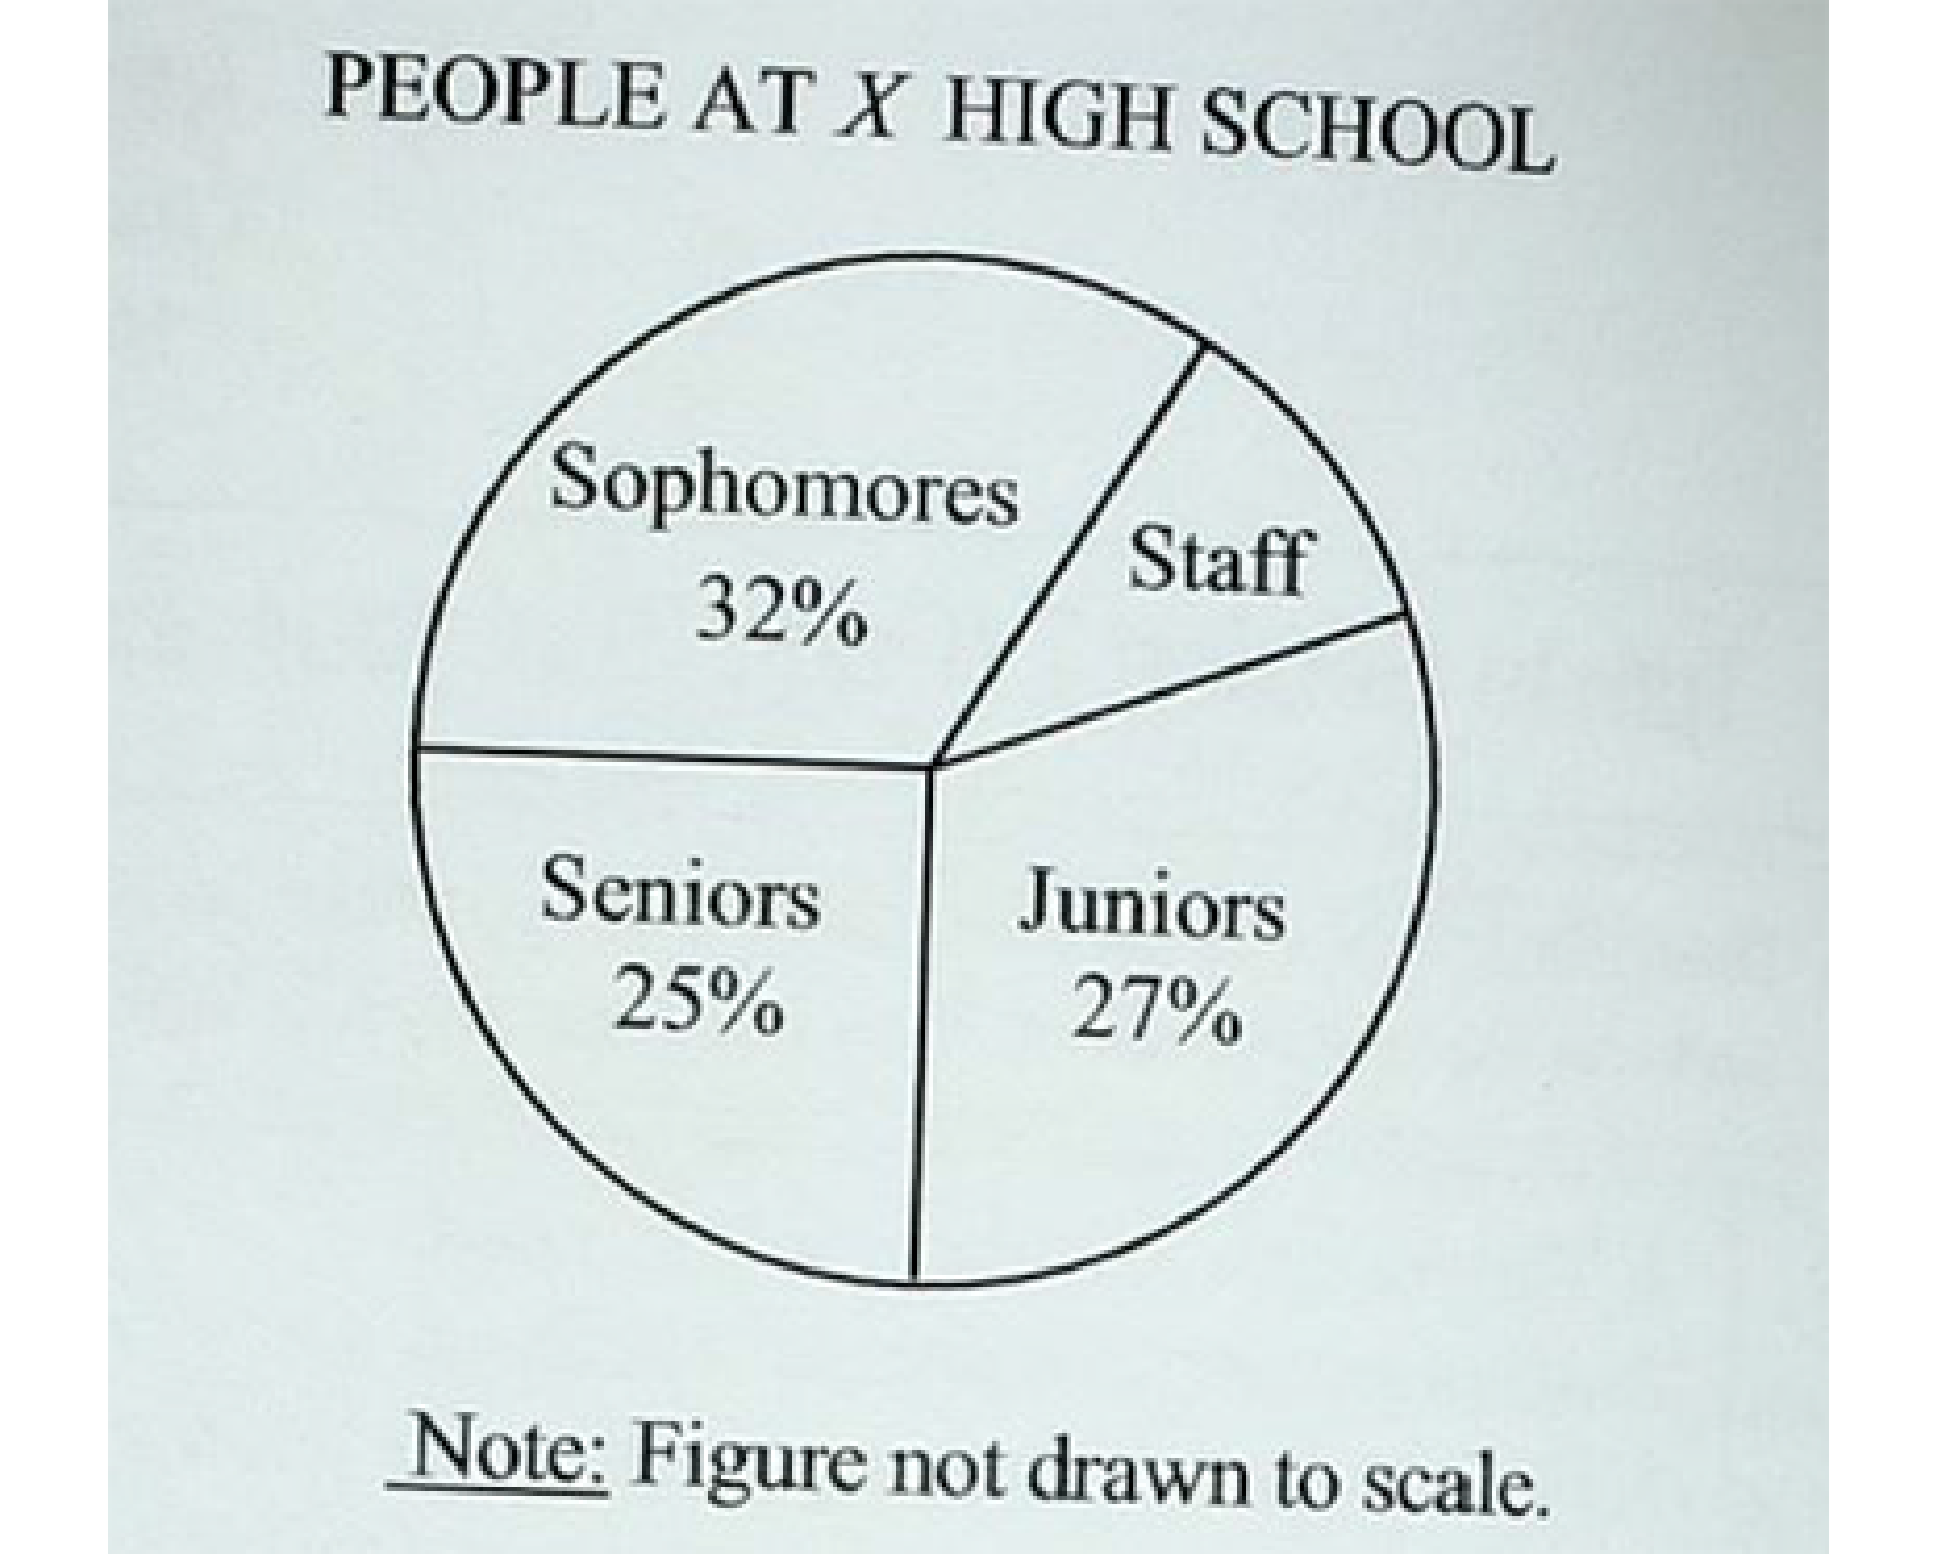 PEOPLE AT X HIGH SCHOOL
Sophomores
32%
Staff
Seniors
25%
Juniors
27%
Note: Figure not drawn to scale.